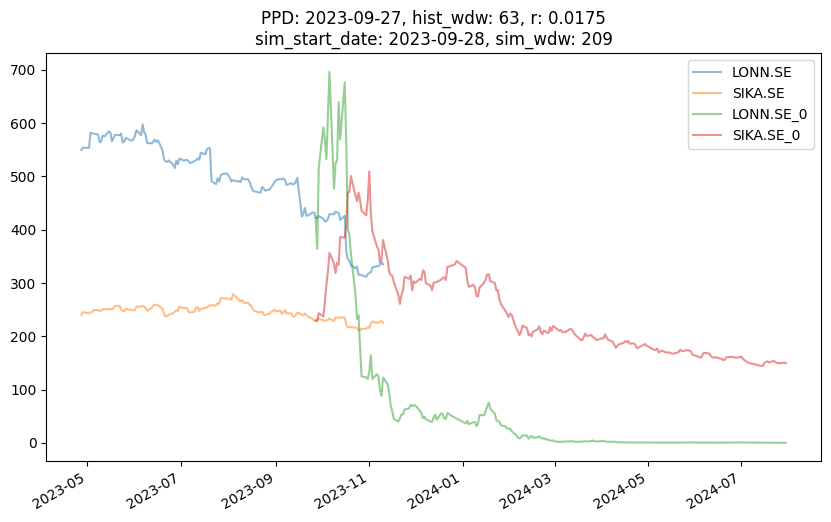 PPD: 2023-09-27, hist_wdw: 63, r: 0.0175
sim_start_date: 2023-09-28, sim_wdw: 209
LONN.SE
SIKA.SE
LONN.SE_0
SIKA.SE_0
700
600
500
400
300
200
100
0
2023-05
2023-07
2023-09
2023-11
2024-01
2024-03
2024-05
2024-07